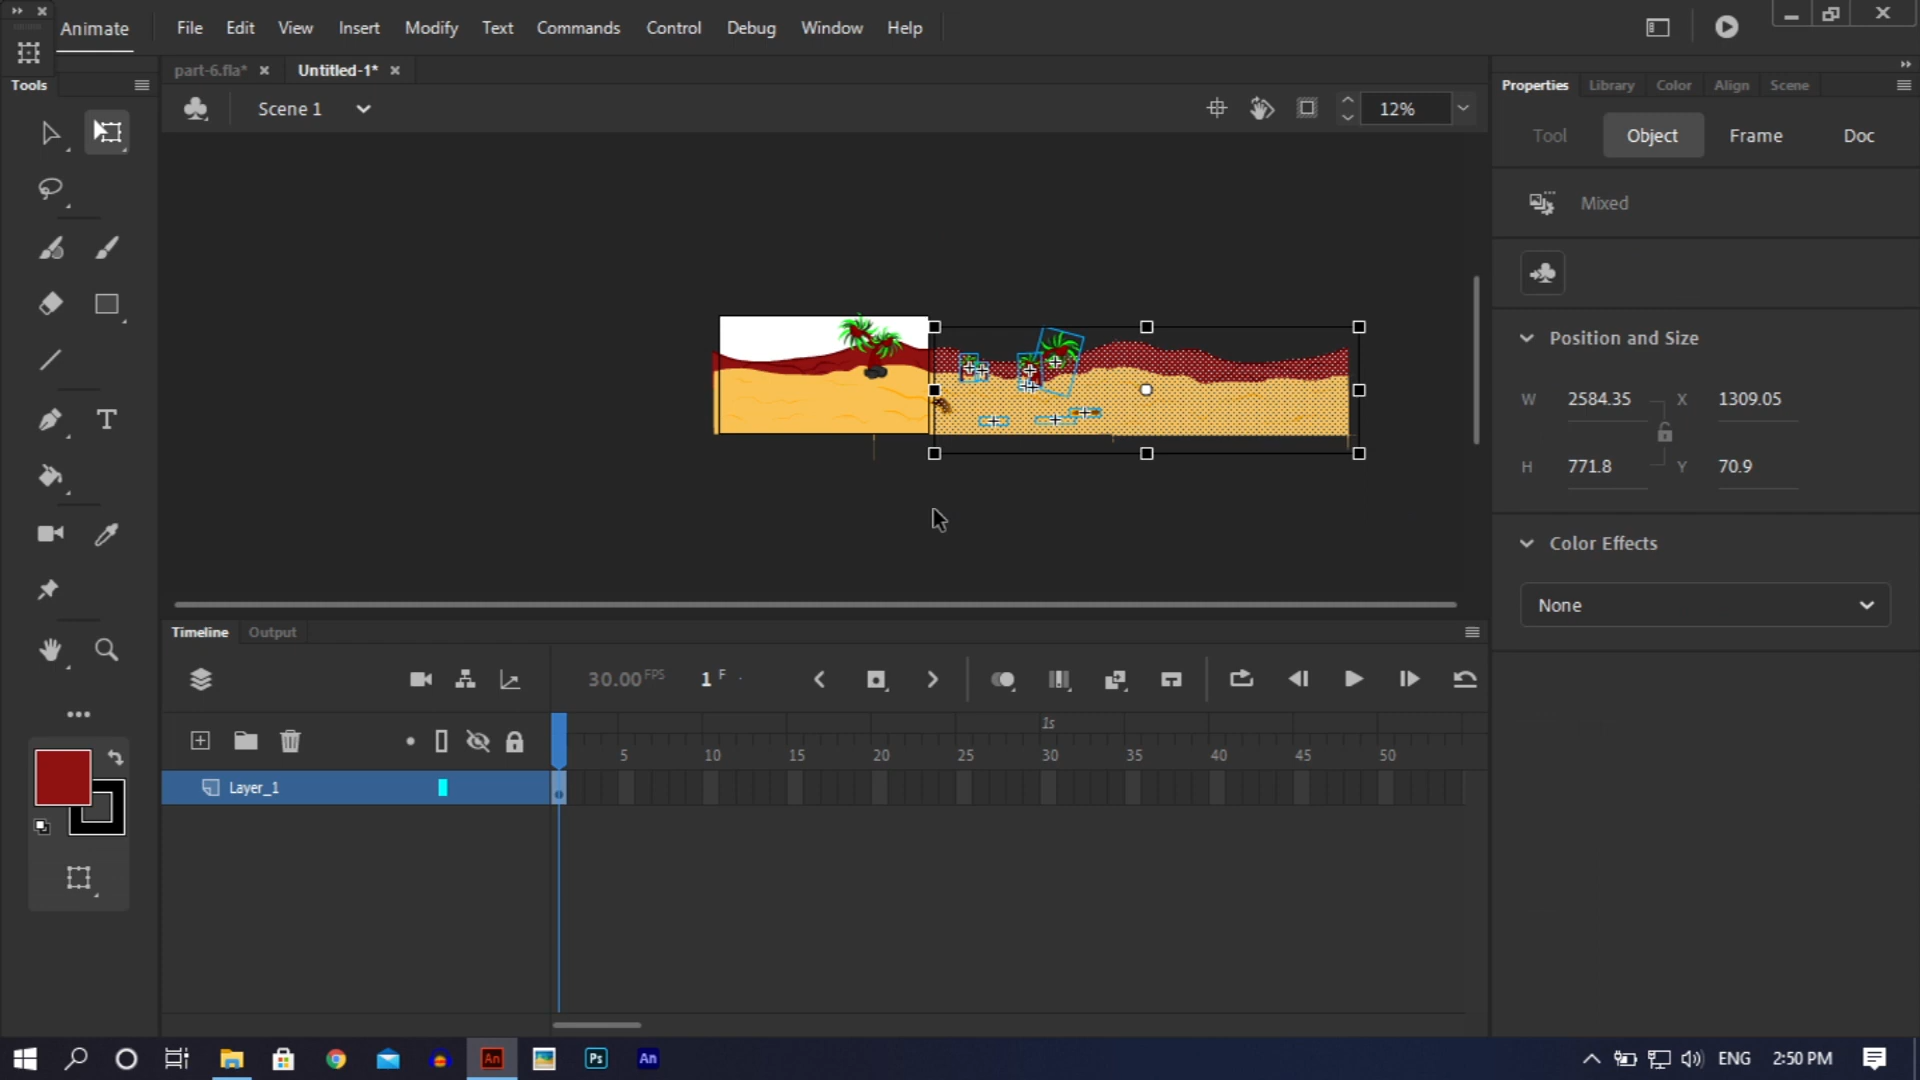 Animate File Edit View Insert Modify Text Commands Control Debug Window Help
Tools
part-6.fla* Untitled-1*
Scene 1 12%
Properties Library Color Align Scene
Tool Object Frame Doc
Mixed
Position and Size
W 2584.35 X 1309.05
H 771.8 Y 70.9
Color Effects
None
Timeline Output
30.00 FPS 1 F
1s
5 10 15 20 25 30 35 40 45 50
Layer_1
An Ps An ENG 2:50 PM